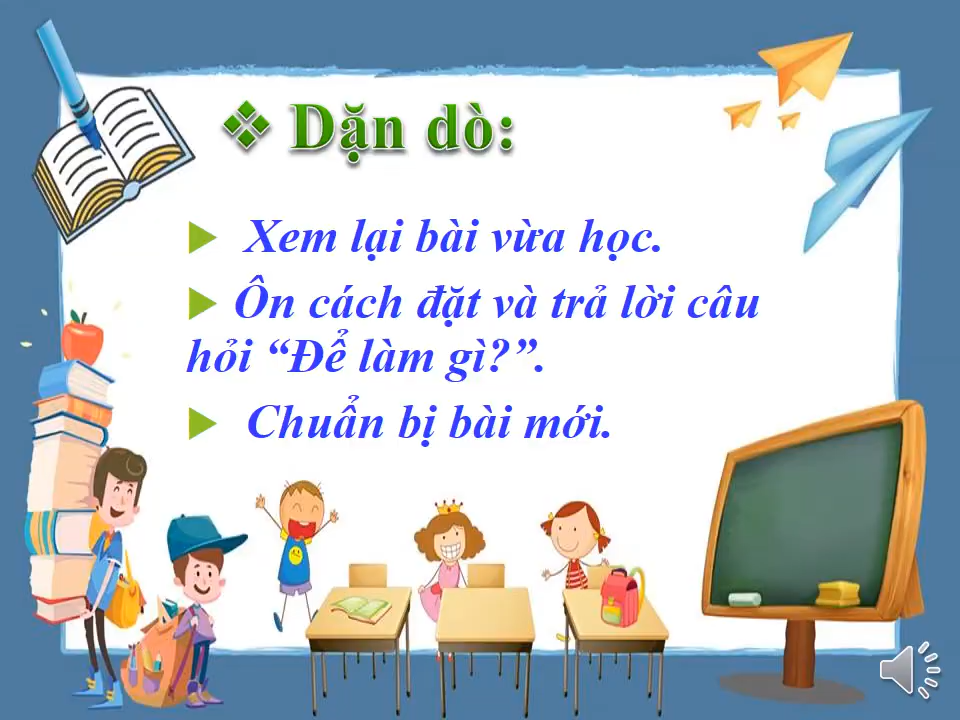 ❖ Dặn dò:
Xem lại bài vừa học.
Ôn cách đặt và trả lời câu
hỏi “Để làm gì?”.
Chuẩn bị bài mới.